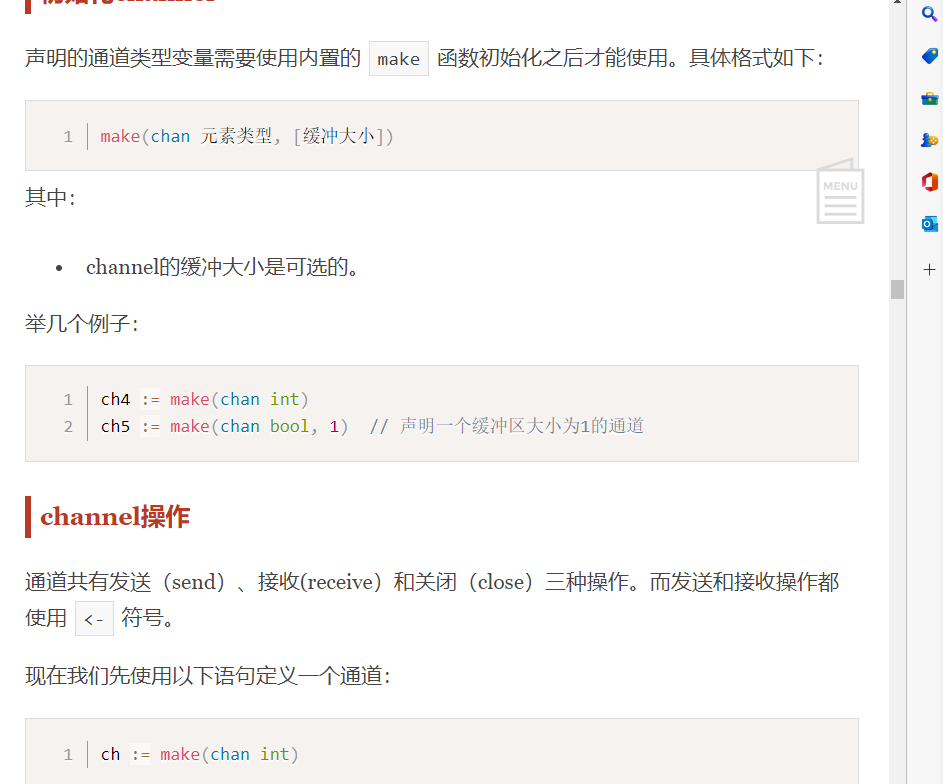 声明的通道类型变量需要使用内置的 make 函数初始化之后才能使用。具体格式如下：
1 make(chan 元素类型, [缓冲大小])
MENU
其中：
• channel的缓冲大小是可选的。
举几个例子：
1 ch4 := make(chan int)
2 ch5 := make(chan bool, 1)  // 声明一个缓冲区大小为1的通道
channel操作
通道共有发送（send）、接收(receive）和关闭（close）三种操作。而发送和接收操作都
使用 <- 符号。
现在我们先使用以下语句定义一个通道：
1 ch := make(chan int)